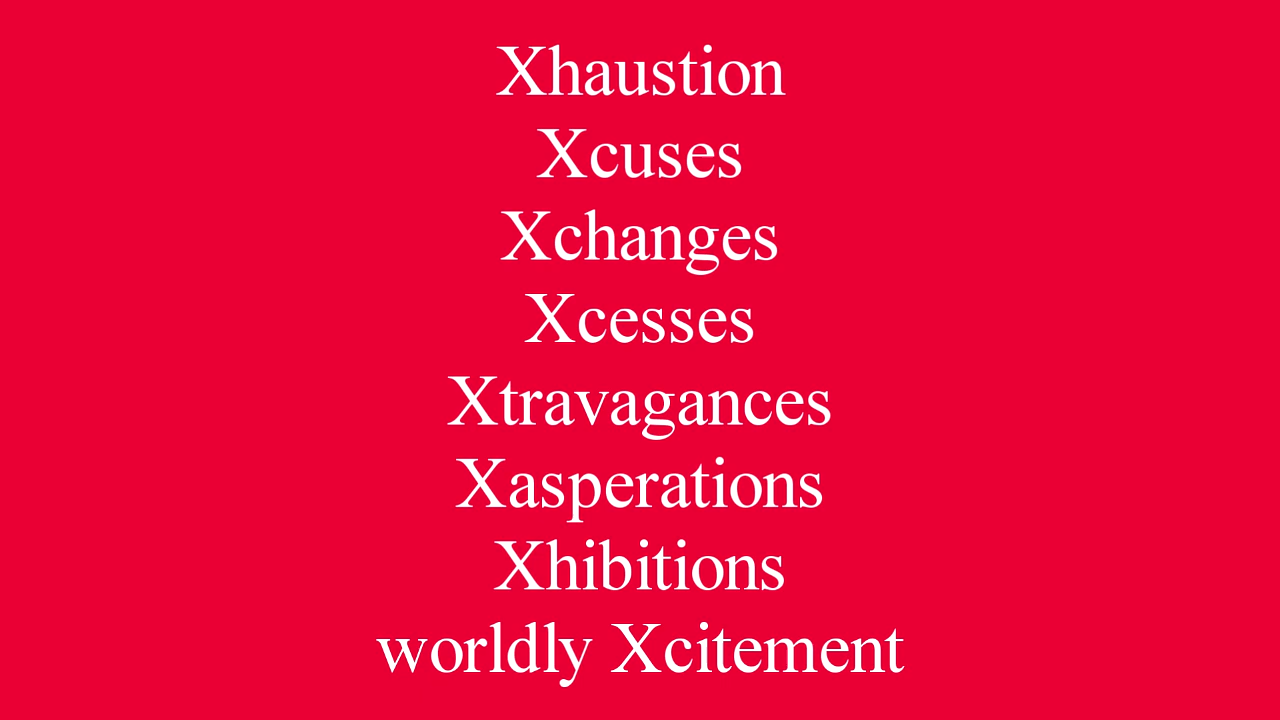 Xhaustion
Xcuses
Xchanges
Xcesses
Xtravagances
Xasperations
Xhibitions
worldly Xcitement